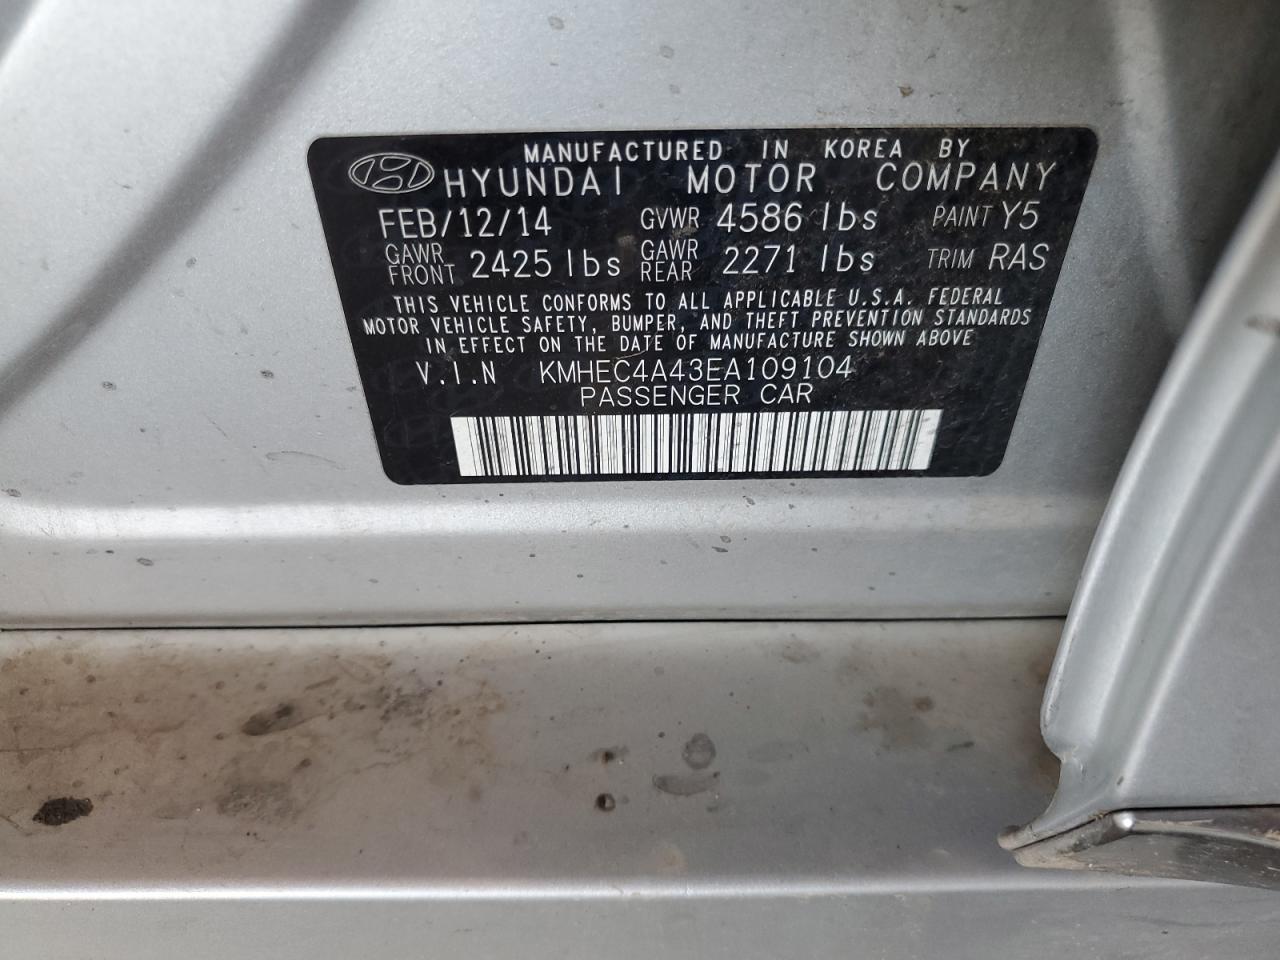 MANUFACTURED IN KOREA BY
HYUNDAI MOTOR COMPANY
FEB/12/14 GVWR 4586 lbs PAINT Y5
GAWR FRONT 2425 lbs GAWR REAR 2271 lbs TRIM RAS
THIS VEHICLE CONFORMS TO ALL APPLICABLE U.S.A. FEDERAL
MOTOR VEHICLE SAFETY, BUMPER, AND THEFT PREVENTION STANDARDS
IN EFFECT ON THE DATE OF MANUFACTURE SHOWN ABOVE
V.I.N KMHEC4A43EA109104
PASSENGER CAR